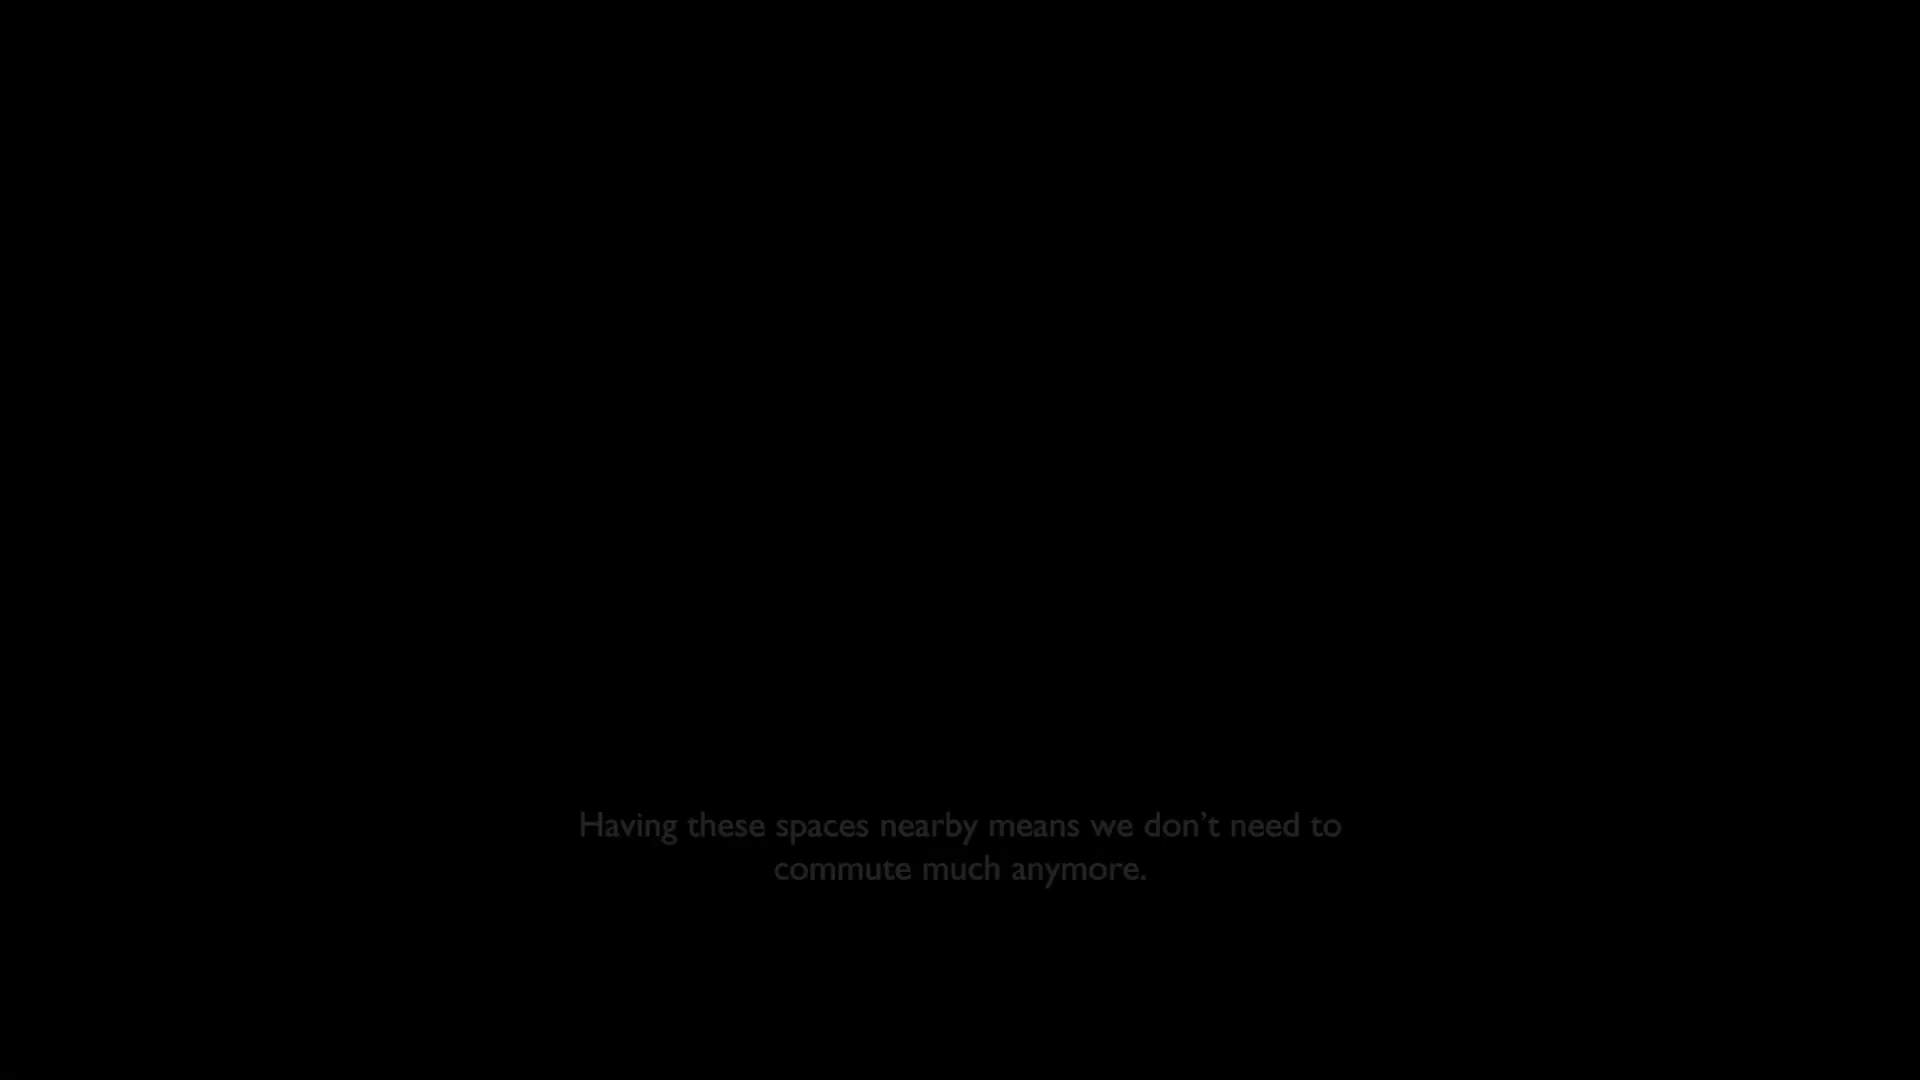 Having these spaces nearby means we don’t need to
commute much anymore.